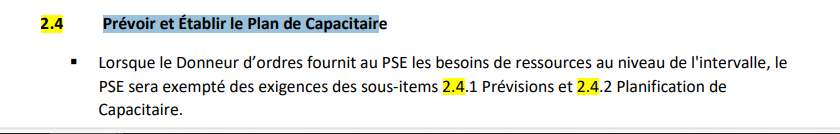 2.4 Prévoir et Établir le Plan de Capacitaire
▪ Lorsque le Donneur d’ordres fournit au PSE les besoins de ressources au niveau de l'intervalle, le
PSE sera exempté des exigences des sous-items 2.4.1 Prévisions et 2.4.2 Planification de
Capacitaire.